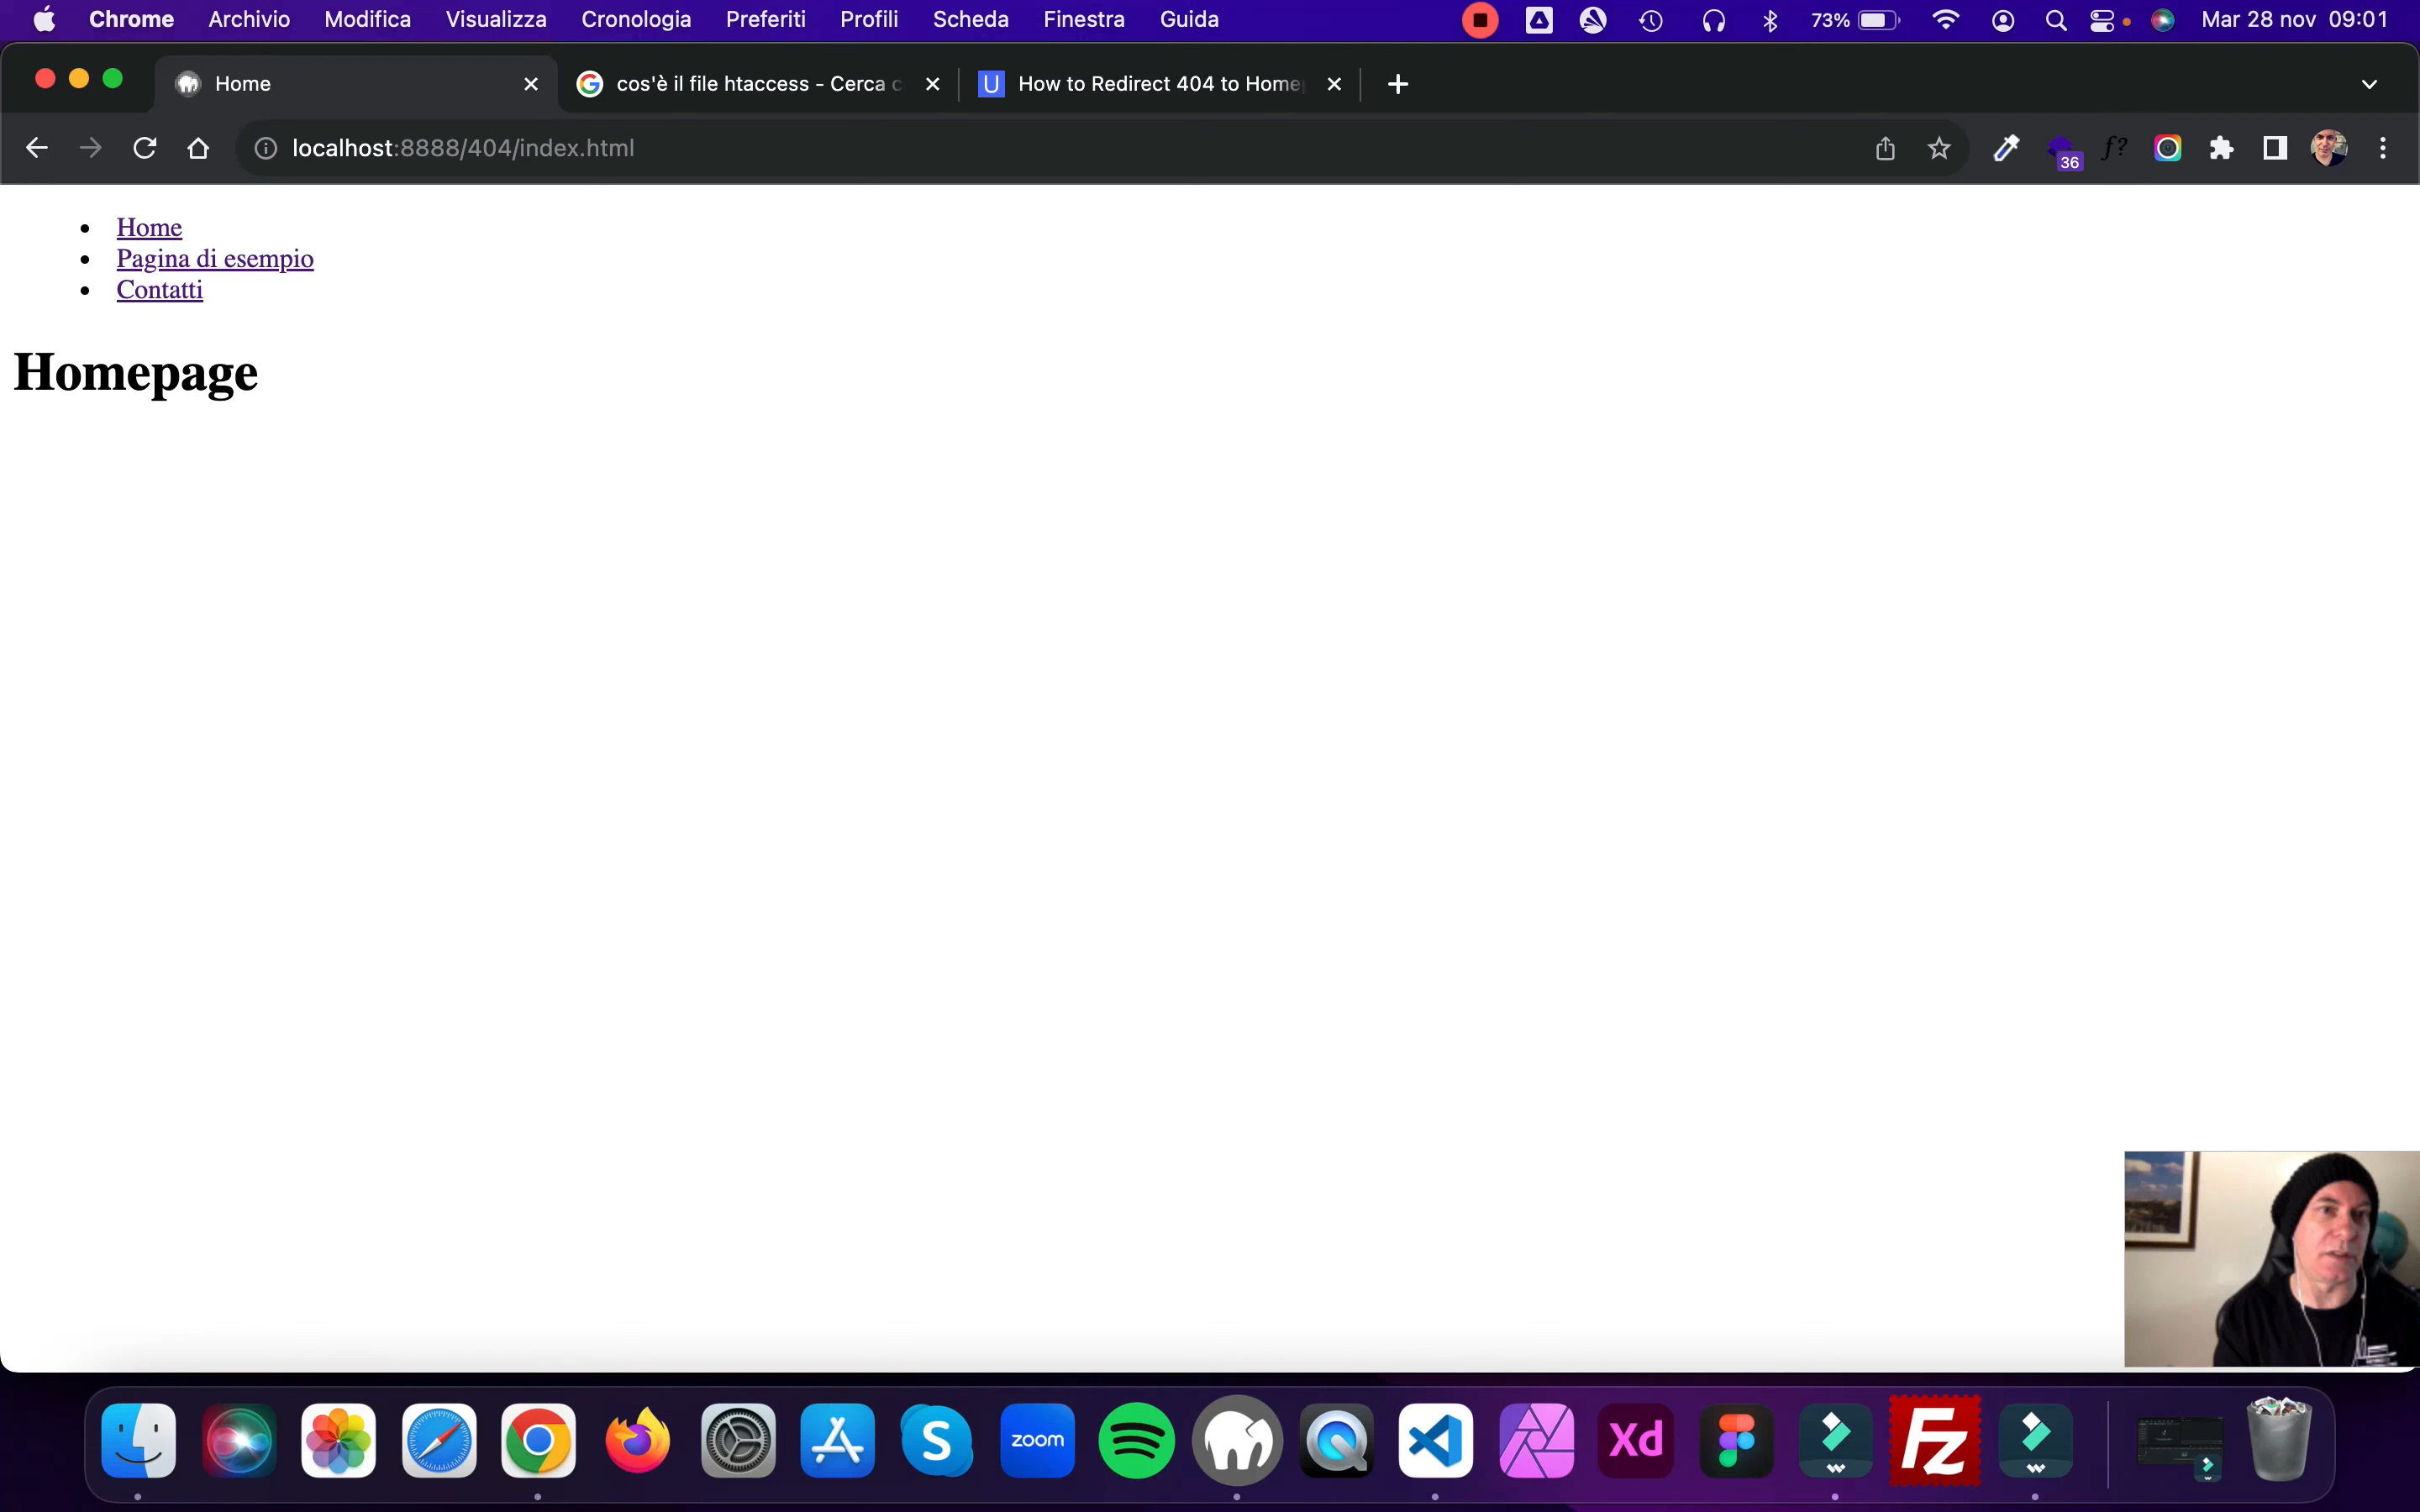 Chrome Archivio Modifica Visualizza Cronologia Preferiti Profili Scheda Finestra Guida 73% Mar 28 nov 09:01
Home cos'è il file htaccess - Cerca c U How to Redirect 404 to Home
localhost:8888/404/index.html f? 36
Home
Pagina di esempio
Contatti
Homepage
S zoom Xd Fz